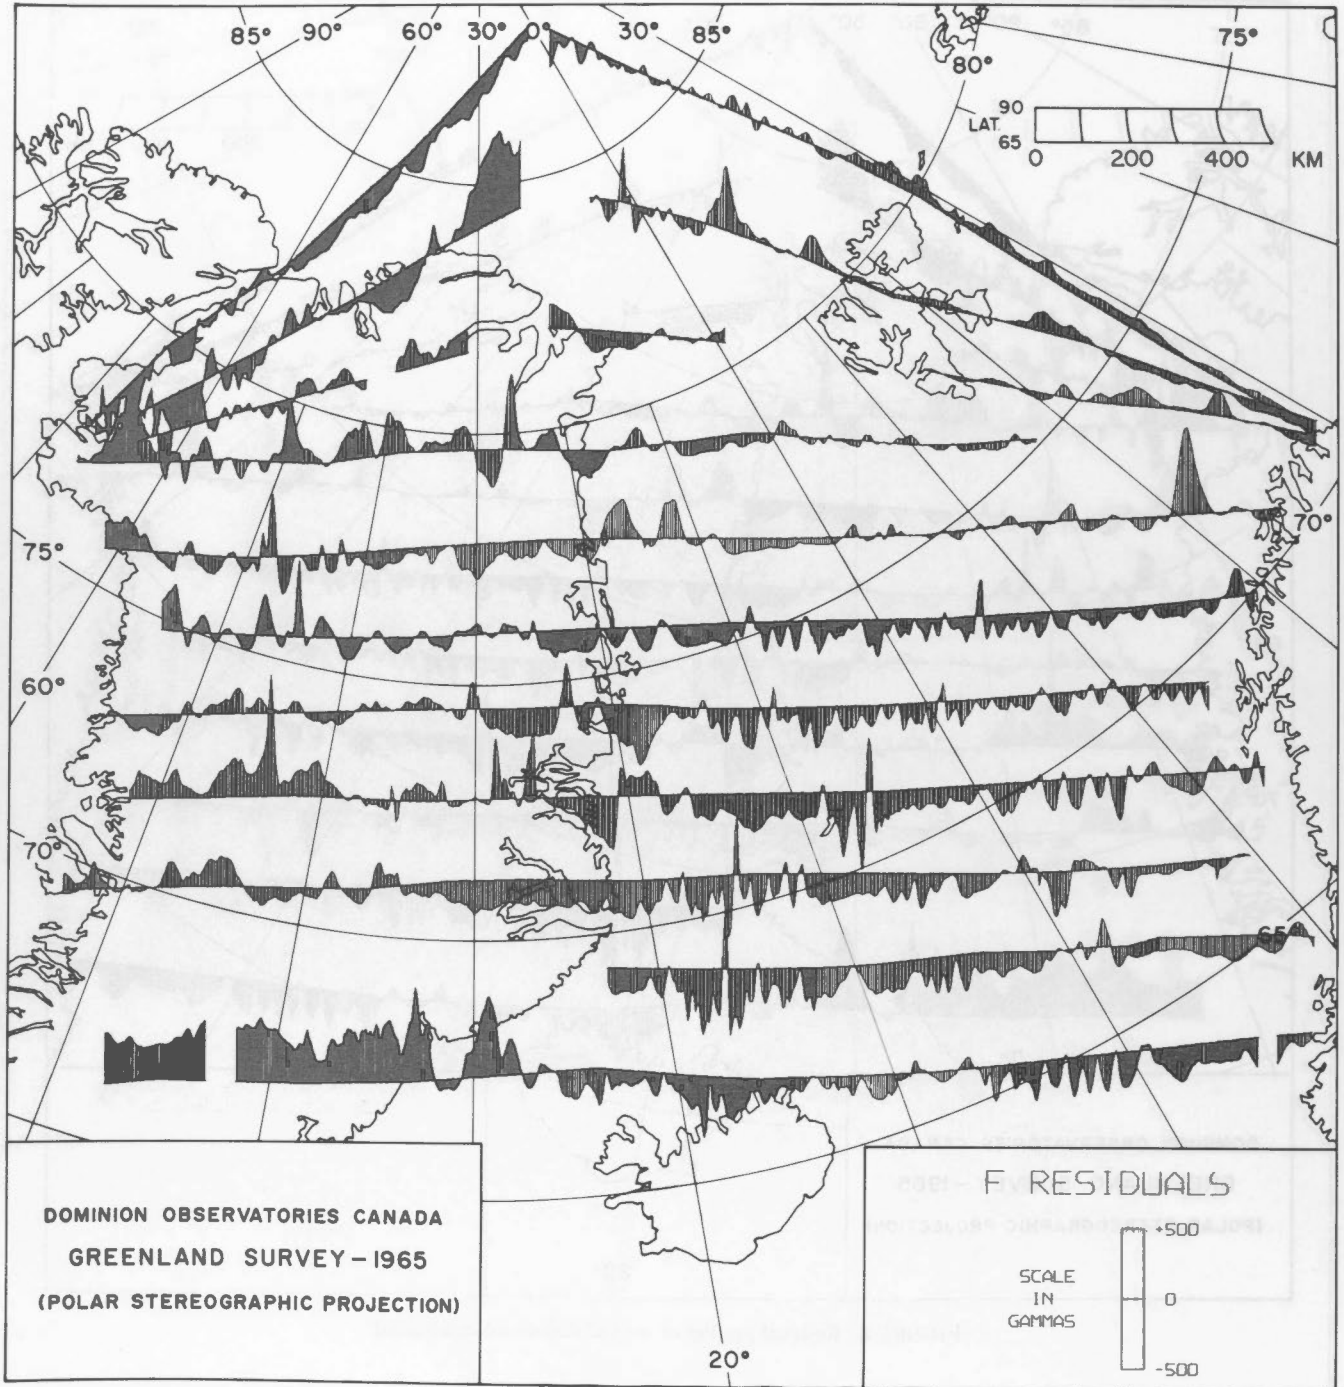 85° 90° 60° 30° 0° 30° 85° 75°
80°
90
LAT.
65
0 200 400 KM
70°
75°
60°
70°
65
DOMINION OBSERVATORIES CANADA
GREENLAND SURVEY – 1965
(POLAR STEREOGRAPHIC PROJECTION)
F RESIDUALS
+500
SCALE
IN 0
GAMMAS
-500
20°